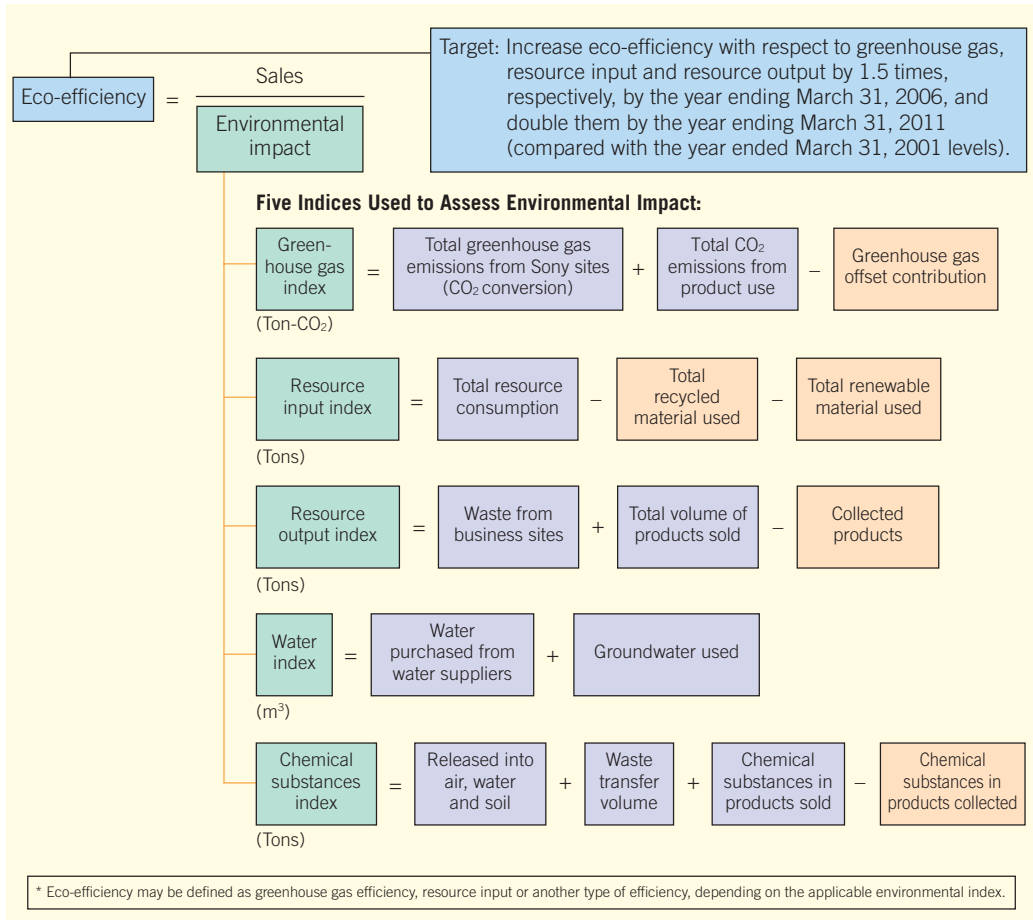 Target: Increase eco-efficiency with respect to greenhouse gas,
resource input and resource output by 1.5 times,
respectively, by the year ending March 31, 2006, and
double them by the year ending March 31, 2011
(compared with the year ended March 31, 2001 levels).
Eco-efficiency
=
Sales
Environmental
impact
Five Indices Used to Assess Environmental Impact:
Green-
house gas
index
=
Total greenhouse gas
emissions from Sony sites
(CO₂ conversion)
+
Total CO₂
emissions from
product use
–
Greenhouse gas
offset contribution
(Ton-CO₂)
Resource
input index
=
Total resource
consumption
–
Total
recycled
material used
–
Total renewable
material used
(Tons)
Resource
output index
=
Waste from
business sites
+
Total volume of
products sold
–
Collected
products
(Tons)
Water
index
=
Water
purchased from
water suppliers
+
Groundwater used
(m³)
Chemical
substances
index
=
Released into
air, water
and soil
+
Waste
transfer
volume
+
Chemical
substances in
products sold
–
Chemical
substances in
products collected
(Tons)
* Eco-efficiency may be defined as greenhouse gas efficiency, resource input or another type of efficiency, depending on the applicable environmental index.